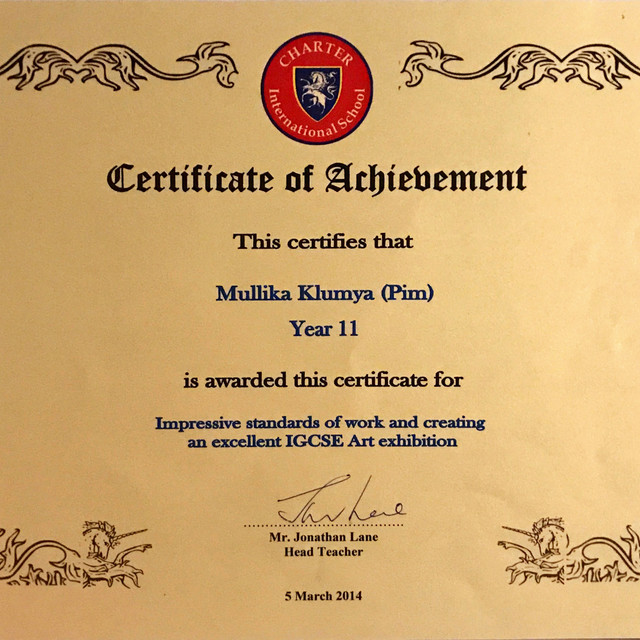 CHARTER
International School
Certificate of Achievement
This certifies that
Mullika Klumya (Pim)
Year 11
is awarded this certificate for
Impressive standards of work and creating
an excellent IGCSE Art exhibition
Mr. Jonathan Lane
Head Teacher
5 March 2014